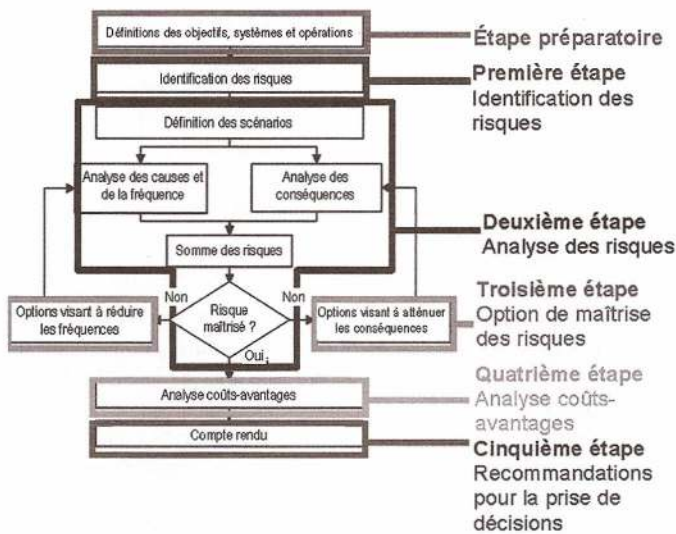 Définitions des objectifs, systèmes et opérations
Étape préparatoire
Identification des risques
Première étape
Identification des
risques
Définition des scénarios
Analyse des causes et
de la fréquence
Analyse des
conséquences
Deuxième étape
Analyse des risques
Somme des risques
Non
Non
Options visant à réduire
les fréquences
Risque
maîtrisé ?
Options visant à atténuer
les conséquences
Troisième étape
Option de maîtrise
des risques
Oui
Analyse coûts-avantages
Quatrième étape
Analyse coûts-
avantages
Compte rendu
Cinquième étape
Recommandations
pour la prise de
décisions